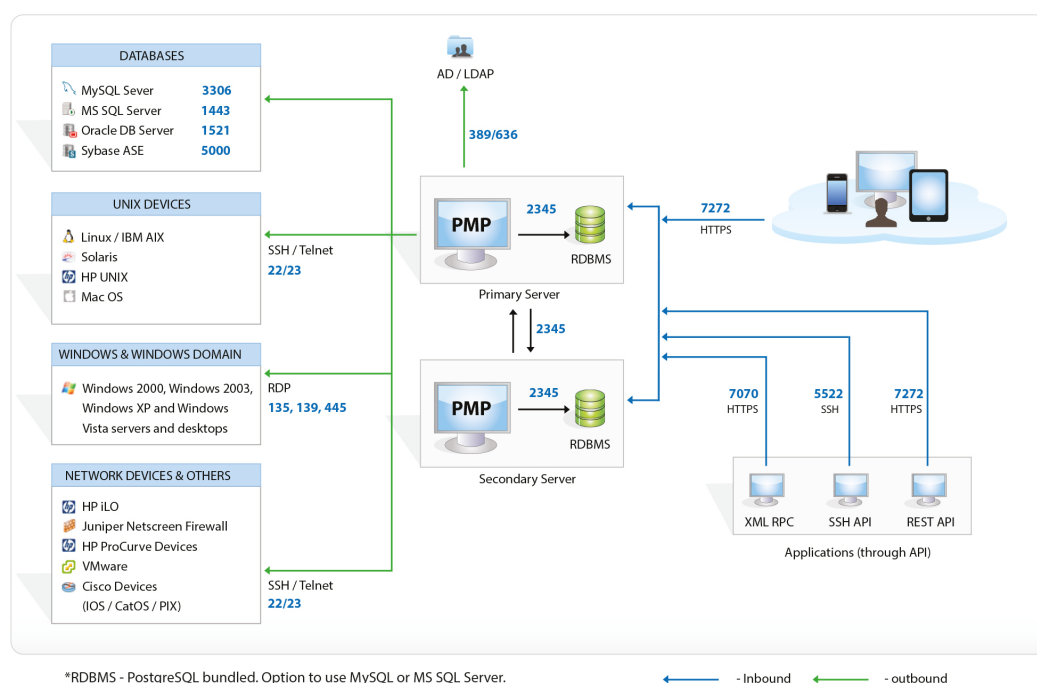 DATABASES
MySQL Sever 3306
MS SQL Server 1443
Oracle DB Server 1521
Sybase ASE 5000
UNIX DEVICES
Linux / IBM AIX
Solaris
HP UNIX
Mac OS
SSH / Telnet
22/23
WINDOWS & WINDOWS DOMAIN
Windows 2000, Windows 2003,
Windows XP and Windows
Vista servers and desktops
RDP
135, 139, 445
NETWORK DEVICES & OTHERS
HP iLO
Juniper Netscreen Firewall
HP ProCurve Devices
VMware
Cisco Devices
(IOS / CatOS / PIX)
SSH / Telnet
22/23
AD / LDAP
389/636
PMP
2345
RDBMS
Primary Server
2345
PMP
2345
RDBMS
Secondary Server
7272
HTTPS
7070
HTTPS
5522
SSH
7272
HTTPS
XML RPC
SSH API
REST API
Applications (through API)
*RDBMS - PostgreSQL bundled. Option to use MySQL or MS SQL Server.
- Inbound
- outbound